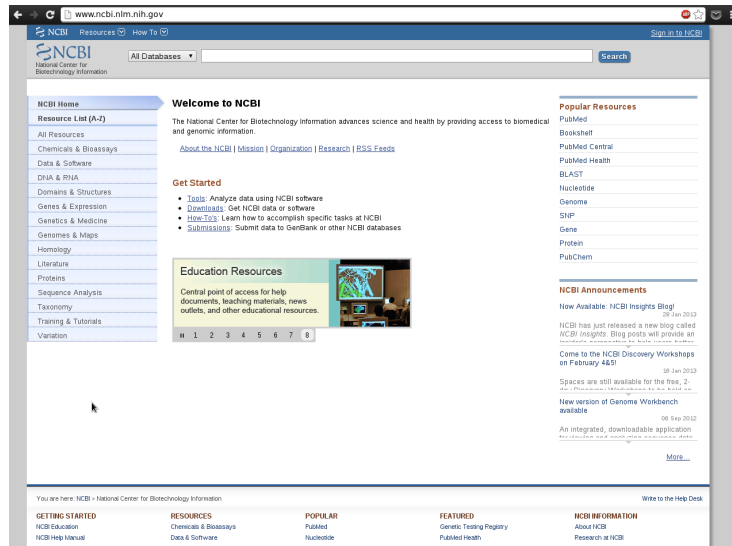 www.ncbi.nlm.nih.gov
NCBI Resources How To
Sign in to NCBI
NCBI
National Center for
Biotechnology Information
All Databases
Search
NCBI Home
Resource List (A-Z)
All Resources
Chemicals & Bioassays
Data & Software
DNA & RNA
Domains & Structures
Genes & Expression
Genetics & Medicine
Genomes & Maps
Homology
Literature
Proteins
Sequence Analysis
Taxonomy
Training & Tutorials
Variation
Welcome to NCBI
The National Center for Biotechnology Information advances science and health by providing access to biomedical
and genomic information.
About the NCBI | Mission | Organization | Research | RSS Feeds
Get Started
Tools: Analyze data using NCBI software
Downloads: Get NCBI data or software
How-To's: Learn how to accomplish specific tasks at NCBI
Submissions: Submit data to GenBank or other NCBI databases
Education Resources
Central point of access for help
documents, teaching materials, news
outlets, and other educational resources.
1 2 3 4 5 6 7 8
Popular Resources
PubMed
Bookshelf
PubMed Central
PubMed Health
BLAST
Nucleotide
Genome
SNP
Gene
Protein
PubChem
NCBI Announcements
Now Available: NCBI Insights Blog!
28 Jan 2013
NCBI has just released a new blog called
NCBI Insights. Blog posts will provide an
Come to the NCBI Discovery Workshops
on February 4&5!
16 Jan 2013
Spaces are still available for the free, 2-
New version of Genome Workbench
available
06 Sep 2012
An integrated, downloadable application
More...
You are here: NCBI > National Center for Biotechnology Information
Write to the Help Desk
GETTING STARTED
NCBI Education
NCBI Help Manual
RESOURCES
Chemicals & Bioassays
Data & Software
POPULAR
PubMed
Nucleotide
FEATURED
Genetic Testing Registry
PubMed Health
NCBI INFORMATION
About NCBI
Research at NCBI